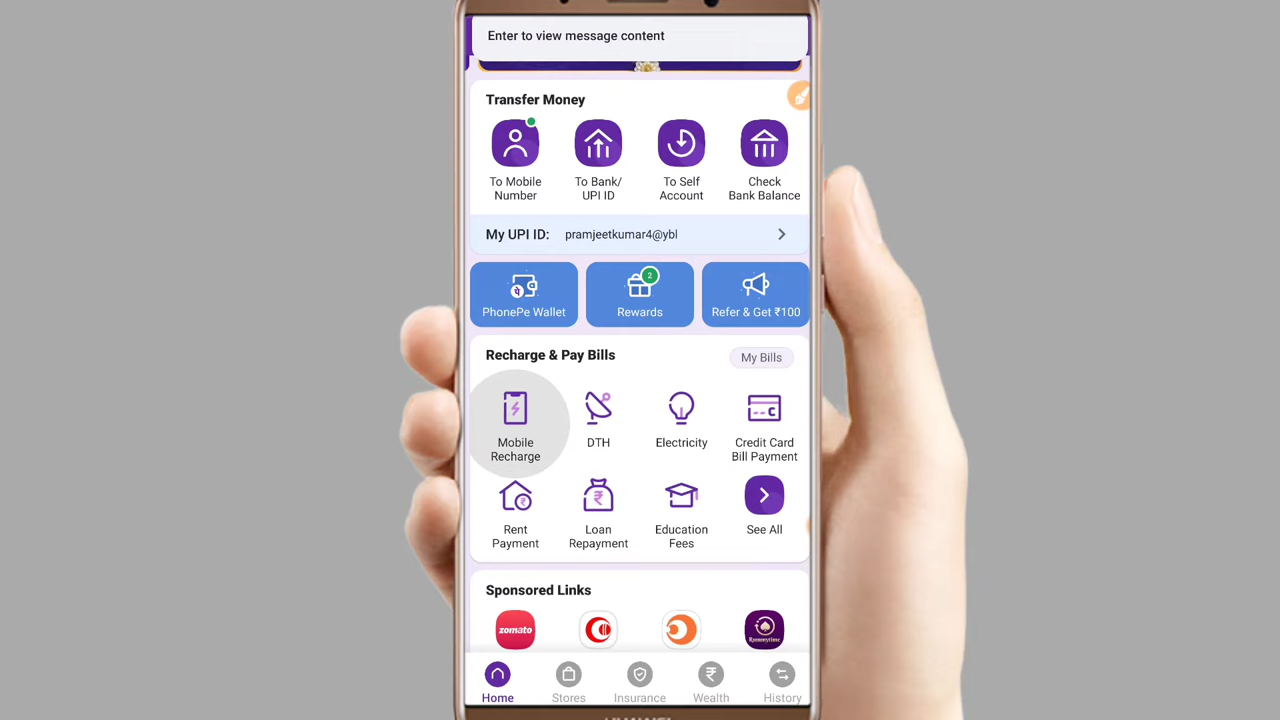 Enter to view message content
Transfer Money
To Mobile Number
To Bank/ UPI ID
To Self Account
Check Bank Balance
My UPI ID: pramjeetkumar4@ybl
पे
PhonePe Wallet
2
Rewards
Refer & Get ₹100
Recharge & Pay Bills
My Bills
Mobile Recharge
DTH
Electricity
Credit Card Bill Payment
Rent Payment
Loan Repayment
Education Fees
See All
Sponsored Links
zomato
Rummytime
Home
Stores
Insurance
Wealth
History